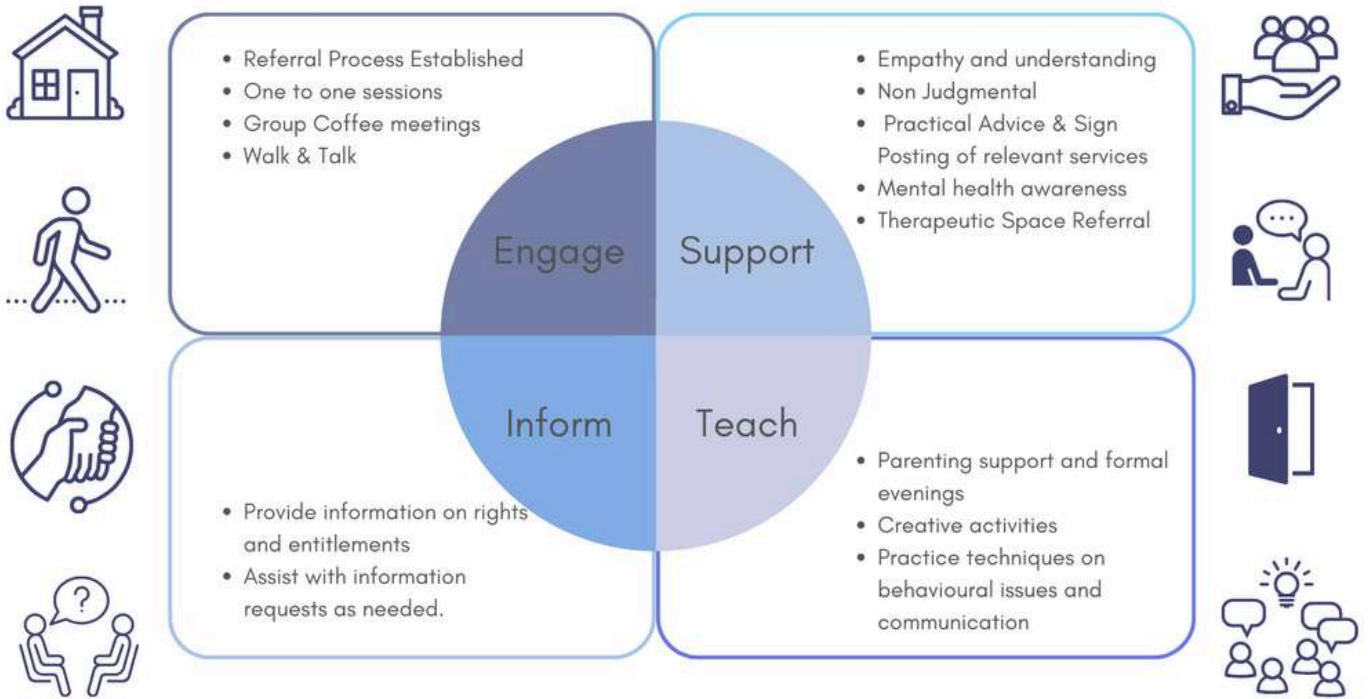 • Referral Process Established
• One to one sessions
• Group Coffee meetings
• Walk & Talk
• Empathy and understanding
• Non Judgmental
• Practical Advice & Sign
Posting of relevant services
• Mental health awareness
• Therapeutic Space Referral
Engage
Support
Inform
Teach
• Provide information on rights
and entitlements
• Assist with information
requests as needed.
• Parenting support and formal
evenings
• Creative activities
• Practice techniques on
behavioural issues and
communication
?